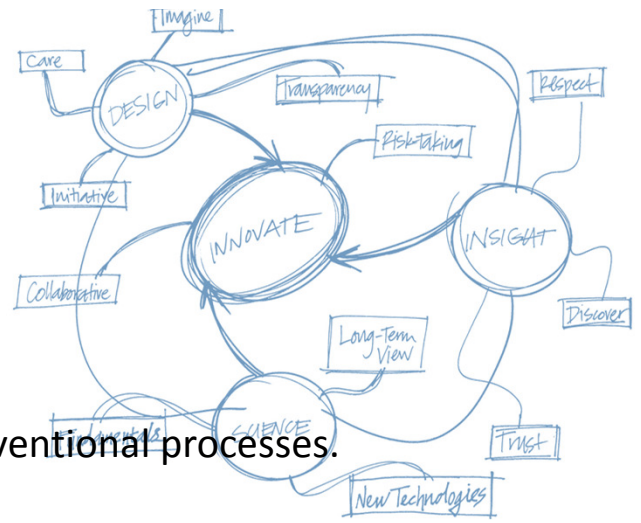 Imagine
Care
DESIGN
Transparency
Respect
Risk-Taking
Initiative
INNOVATE
INSIGHT
Collaborative
Discover
Long-Term
View
Fundamentals
SCIENCE
ventional processes.
Trust
New Technologies